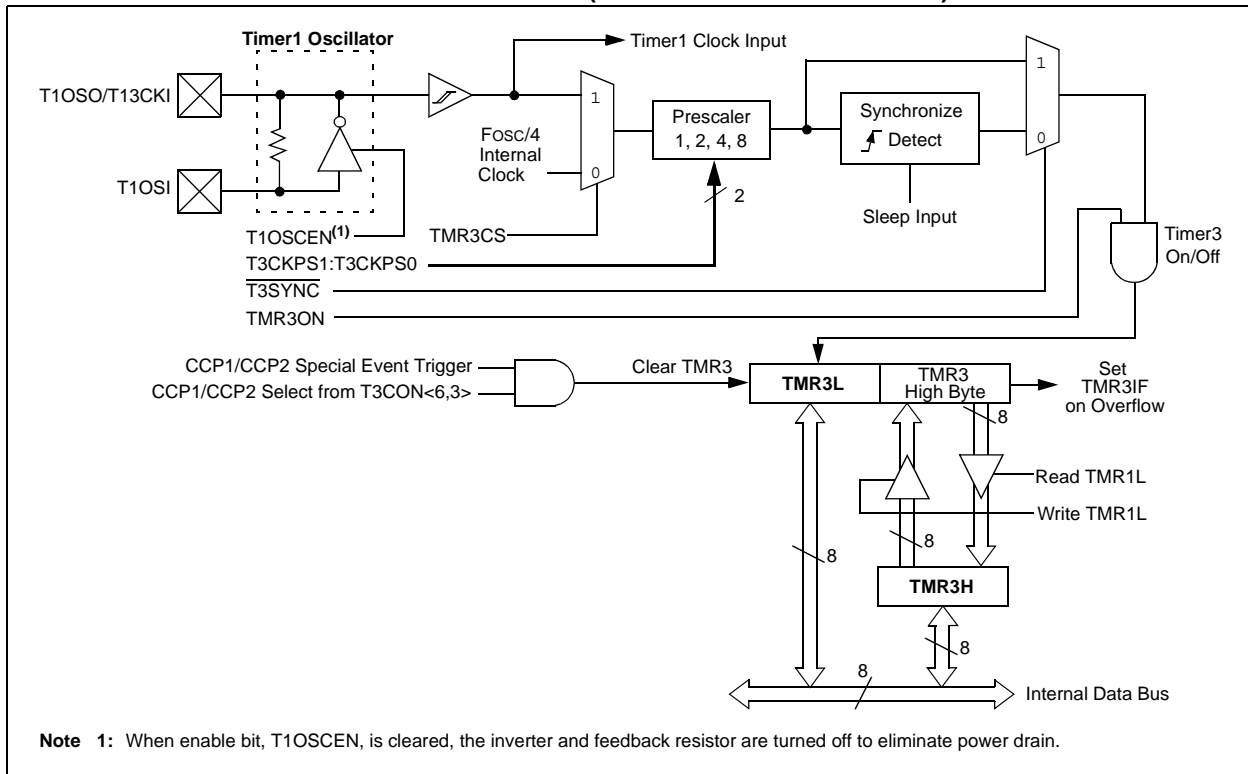 Timer1 Oscillator
Timer1 Clock Input
T1OSO/T13CKI
1
FOSC/4
Internal
Clock
0
Prescaler
1, 2, 4, 8
Synchronize
Detect
1
0
T1OSI
2
Sleep Input
T1OSCEN(1)
TMR3CS
T3CKPS1:T3CKPS0
T3SYNC
TMR3ON
Timer3
On/Off
CCP1/CCP2 Special Event Trigger
CCP1/CCP2 Select from T3CON<6,3>
Clear TMR3
TMR3L
TMR3
High Byte
Set
TMR3IF
on Overflow
8
Read TMR1L
Write TMR1L
8
8
TMR3H
8
8
Internal Data Bus
Note 1: When enable bit, T1OSCEN, is cleared, the inverter and feedback resistor are turned off to eliminate power drain.